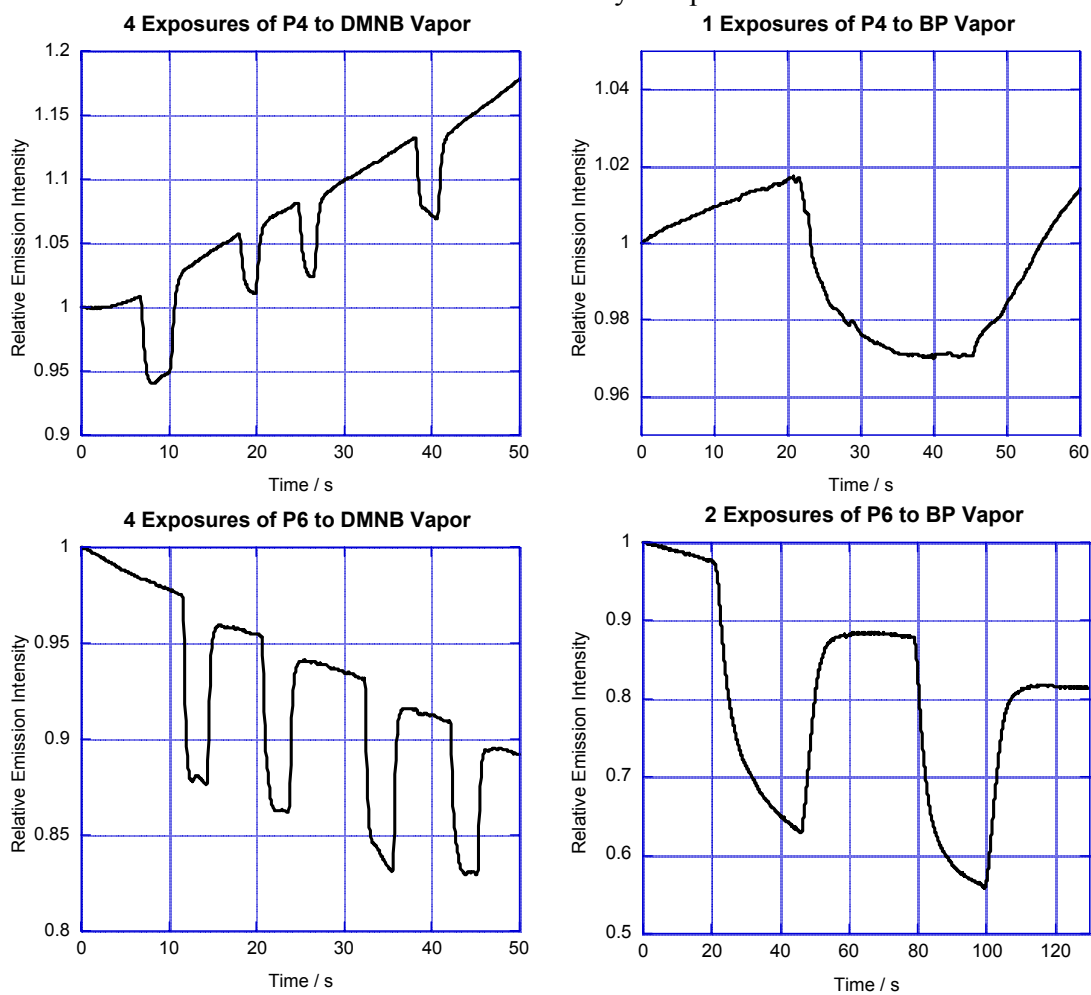 4 Exposures of P4 to DMNB Vapor
Relative Emission Intensity
1.2
1.15
1.1
1.05
1
0.95
0.9
0 10 20 30 40 50
Time / s
1 Exposures of P4 to BP Vapor
Relative Emission Intensity
1.04
1.02
1
0.98
0.96
0 10 20 30 40 50 60
Time / s
4 Exposures of P6 to DMNB Vapor
Relative Emission Intensity
1
0.95
0.9
0.85
0.8
0 10 20 30 40 50
Time / s
2 Exposures of P6 to BP Vapor
Relative Emission Intensity
1
0.9
0.8
0.7
0.6
0.5
0 20 40 60 80 100 120
Time / s